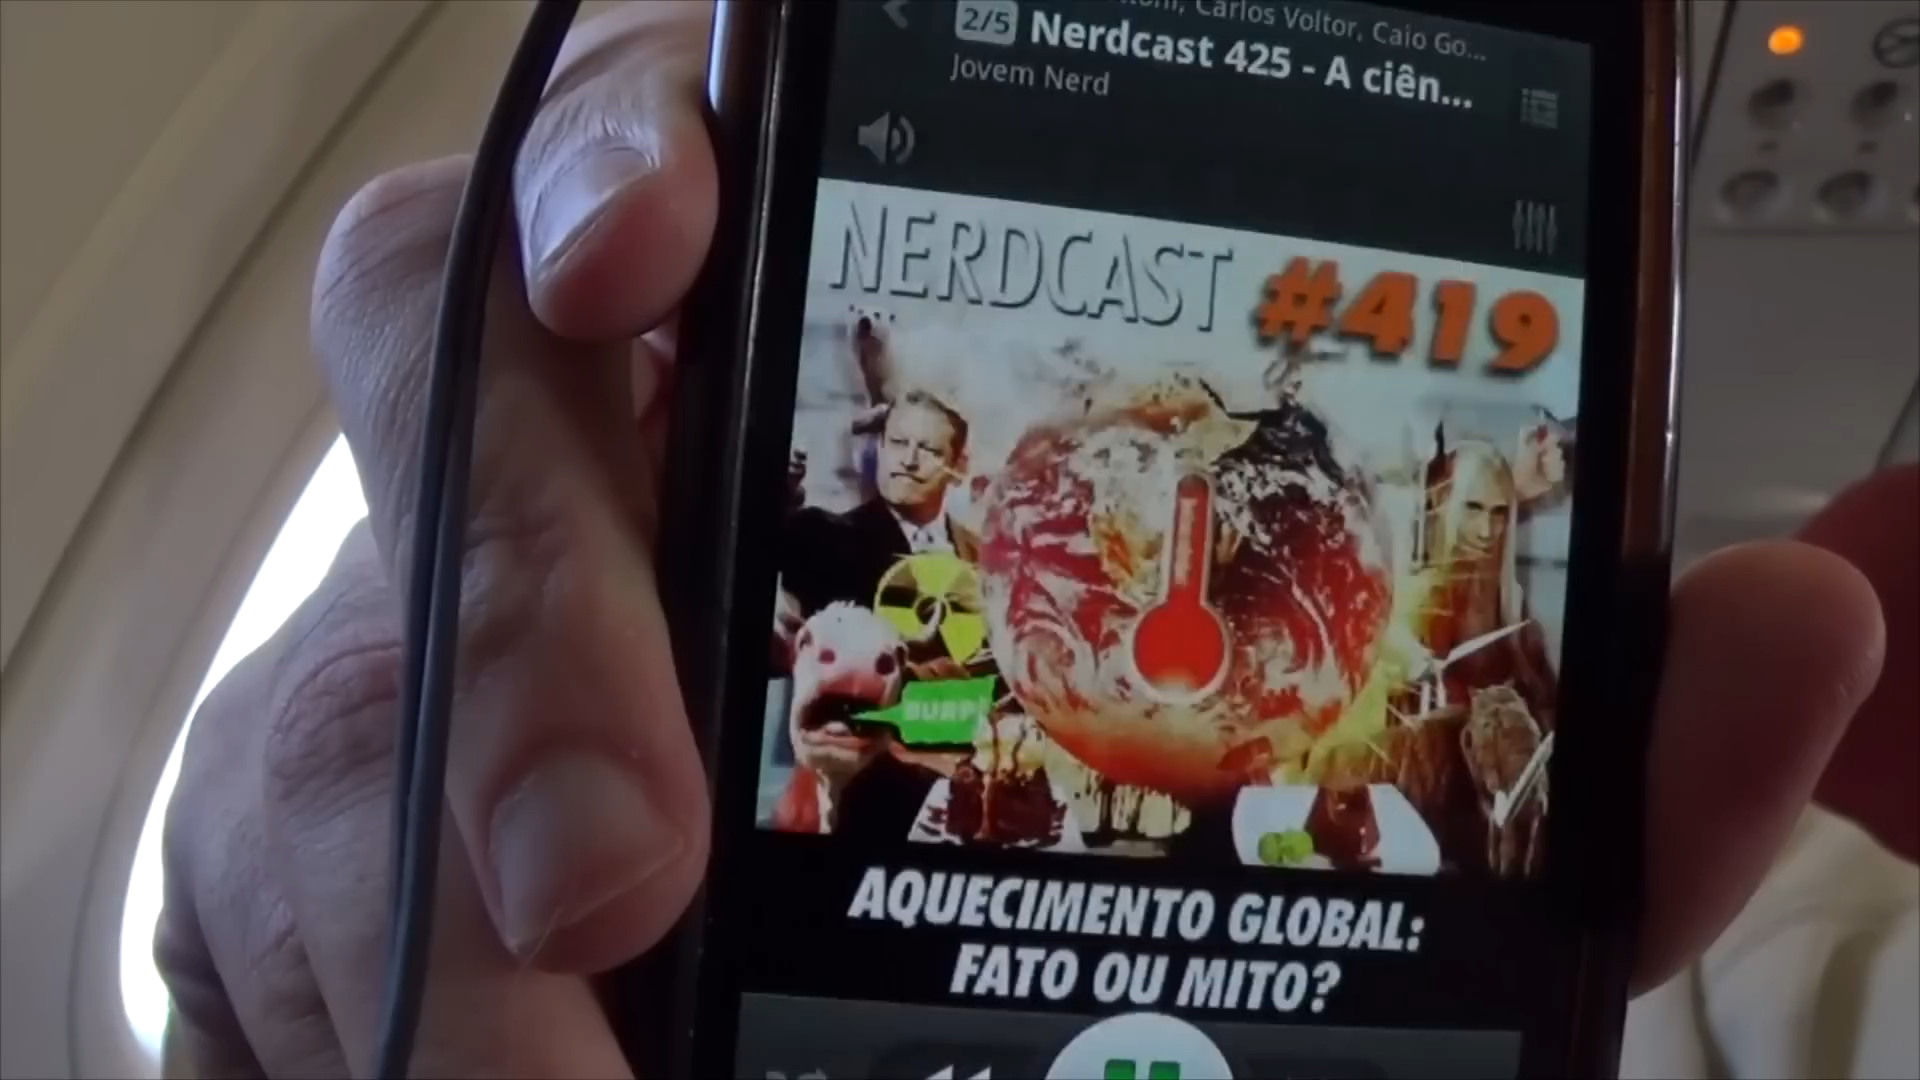 Carlos Voltor, Caio Go...
2/5 Nerdcast 425 - A ciên...
Jovem Nerd
NERDCAST #419
BURP!
AQUECIMENTO GLOBAL:
FATO OU MITO?